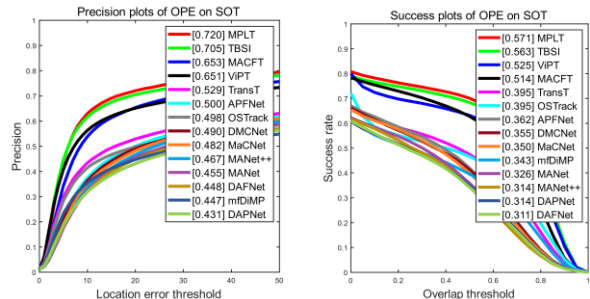 Precision plots of OPE on SOT
Precision
1
0.9
0.8
0.7
0.6
0.5
0.4
0.3
0.2
0.1
0
[0.720] MPLT
[0.705] TBSI
[0.653] MACFT
[0.651] ViPT
[0.529] TransT
[0.500] APFNet
[0.498] OSTrack
[0.490] DMCNet
[0.482] MaCNet
[0.467] MANet++
[0.455] MANet
[0.448] DAFNet
[0.447] mfDiMP
[0.431] DAPNet
0 10 20 30 40 50
Location error threshold
Success plots of OPE on SOT
Success rate
1
0.9
0.8
0.7
0.6
0.5
0.4
0.3
0.2
0.1
0
[0.571] MPLT
[0.563] TBSI
[0.525] ViPT
[0.514] MACFT
[0.395] TransT
[0.395] OSTrack
[0.362] APFNet
[0.355] DMCNet
[0.350] MaCNet
[0.343] mfDiMP
[0.326] MANet
[0.314] MANet++
[0.314] DAPNet
[0.311] DAFNet
0 0.2 0.4 0.6 0.8 1
Overlap threshold